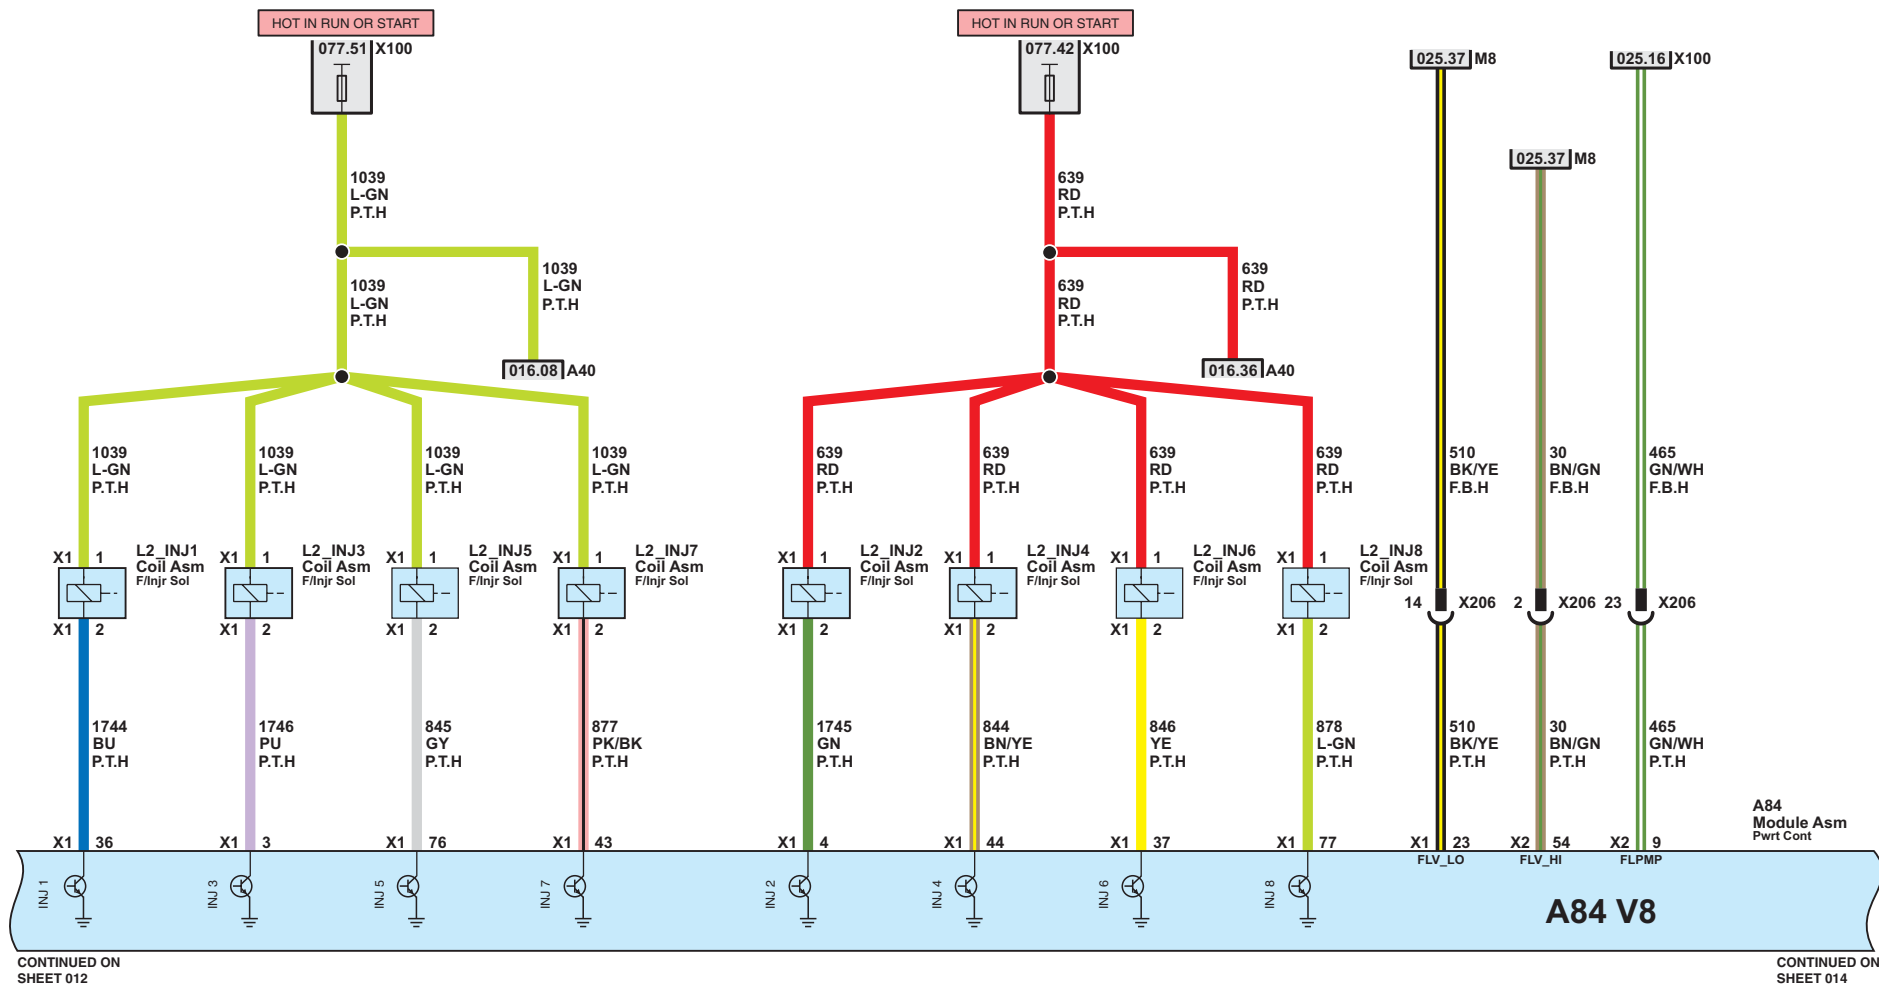 HOT IN RUN OR START
HOT IN RUN OR START
077.51 X100
077.42 X100
025.37 M8
025.16 X100
025.37 M8
1039
L-GN
P.T.H
639
RD
P.T.H
1039
L-GN
P.T.H
1039
L-GN
P.T.H
639
RD
P.T.H
639
RD
P.T.H
016.08 A40
016.36 A40
1039
L-GN
P.T.H
1039
L-GN
P.T.H
1039
L-GN
P.T.H
1039
L-GN
P.T.H
639
RD
P.T.H
639
RD
P.T.H
639
RD
P.T.H
639
RD
P.T.H
510
BK/YE
F.B.H
30
BN/GN
F.B.H
465
GN/WH
F.B.H
X1 1
L2_INJ1
Coil Asm
F/Injr Sol
X1 2
X1 1
L2_INJ3
Coil Asm
F/Injr Sol
X1 2
X1 1
L2_INJ5
Coil Asm
F/Injr Sol
X1 2
X1 1
L2_INJ7
Coil Asm
F/Injr Sol
X1 2
X1 1
L2_INJ2
Coil Asm
F/Injr Sol
X1 2
X1 1
L2_INJ4
Coil Asm
F/Injr Sol
X1 2
X1 1
L2_INJ6
Coil Asm
F/Injr Sol
X1 2
X1 1
L2_INJ8
Coil Asm
F/Injr Sol
X1 2
14 X206
2 X206
23 X206
1744
BU
P.T.H
1746
PU
P.T.H
845
GY
P.T.H
877
PK/BK
P.T.H
1745
GN
P.T.H
844
BN/YE
P.T.H
846
YE
P.T.H
878
L-GN
P.T.H
510
BK/YE
P.T.H
30
BN/GN
P.T.H
465
GN/WH
P.T.H
A84
Module Asm
Pwrt Cont
X1 36
X1 3
X1 76
X1 43
X1 4
X1 44
X1 37
X1 77
X1 23
X2 54
X2 9
FLV_LO
FLV_HI
FLPMP
INJ 1
INJ 3
INJ 5
INJ 7
INJ 2
INJ 4
INJ 6
INJ 8
A84 V8
CONTINUED ON
SHEET 012
CONTINUED ON
SHEET 014